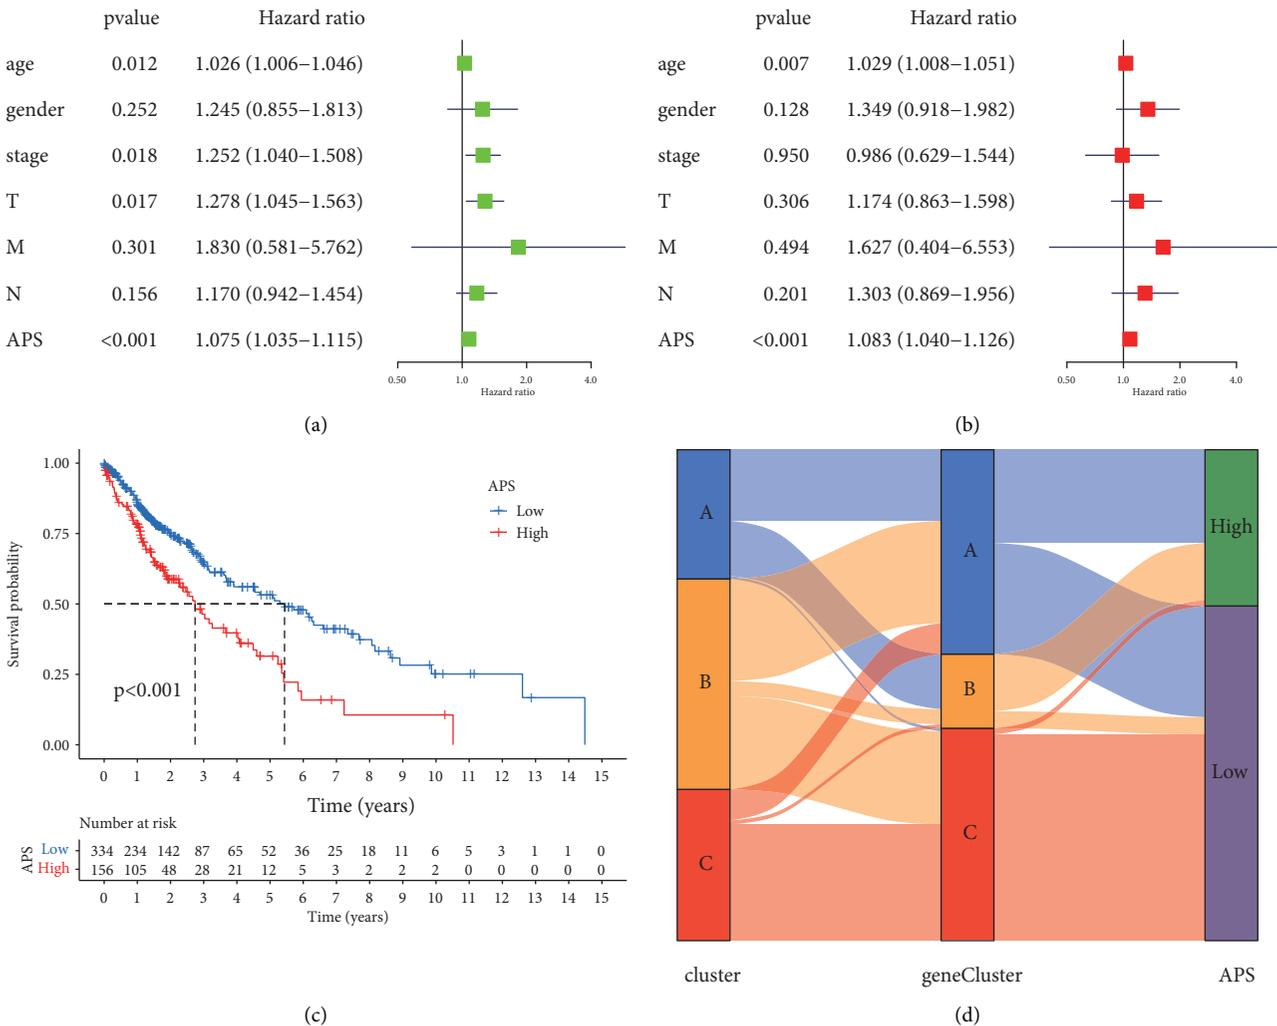 pvalue Hazard ratio
age 0.012 1.026 (1.006−1.046)
gender 0.252 1.245 (0.855−1.813)
stage 0.018 1.252 (1.040−1.508)
T 0.017 1.278 (1.045−1.563)
M 0.301 1.830 (0.581−5.762)
N 0.156 1.170 (0.942−1.454)
APS <0.001 1.075 (1.035−1.115)
0.50 1.0 2.0 4.0
Hazard ratio
(a)
pvalue Hazard ratio
age 0.007 1.029 (1.008−1.051)
gender 0.128 1.349 (0.918−1.982)
stage 0.950 0.986 (0.629−1.544)
T 0.306 1.174 (0.863−1.598)
M 0.494 1.627 (0.404−6.553)
N 0.201 1.303 (0.869−1.956)
APS <0.001 1.083 (1.040−1.126)
0.50 1.0 2.0 4.0
Hazard ratio
(b)
Survival probability
1.00
0.75
0.50
0.25
0.00
APS
Low
High
p<0.001
0 1 2 3 4 5 6 7 8 9 10 11 12 13 14 15
Time (years)
Number at risk
APS
Low 334 234 142 87 65 52 36 25 18 11 6 5 3 1 1 0
High 156 105 48 28 21 12 5 3 2 2 2 0 0 0 0 0
0 1 2 3 4 5 6 7 8 9 10 11 12 13 14 15
Time (years)
(c)
A
B
C
A
B
C
High
Low
cluster geneCluster APS
(d)